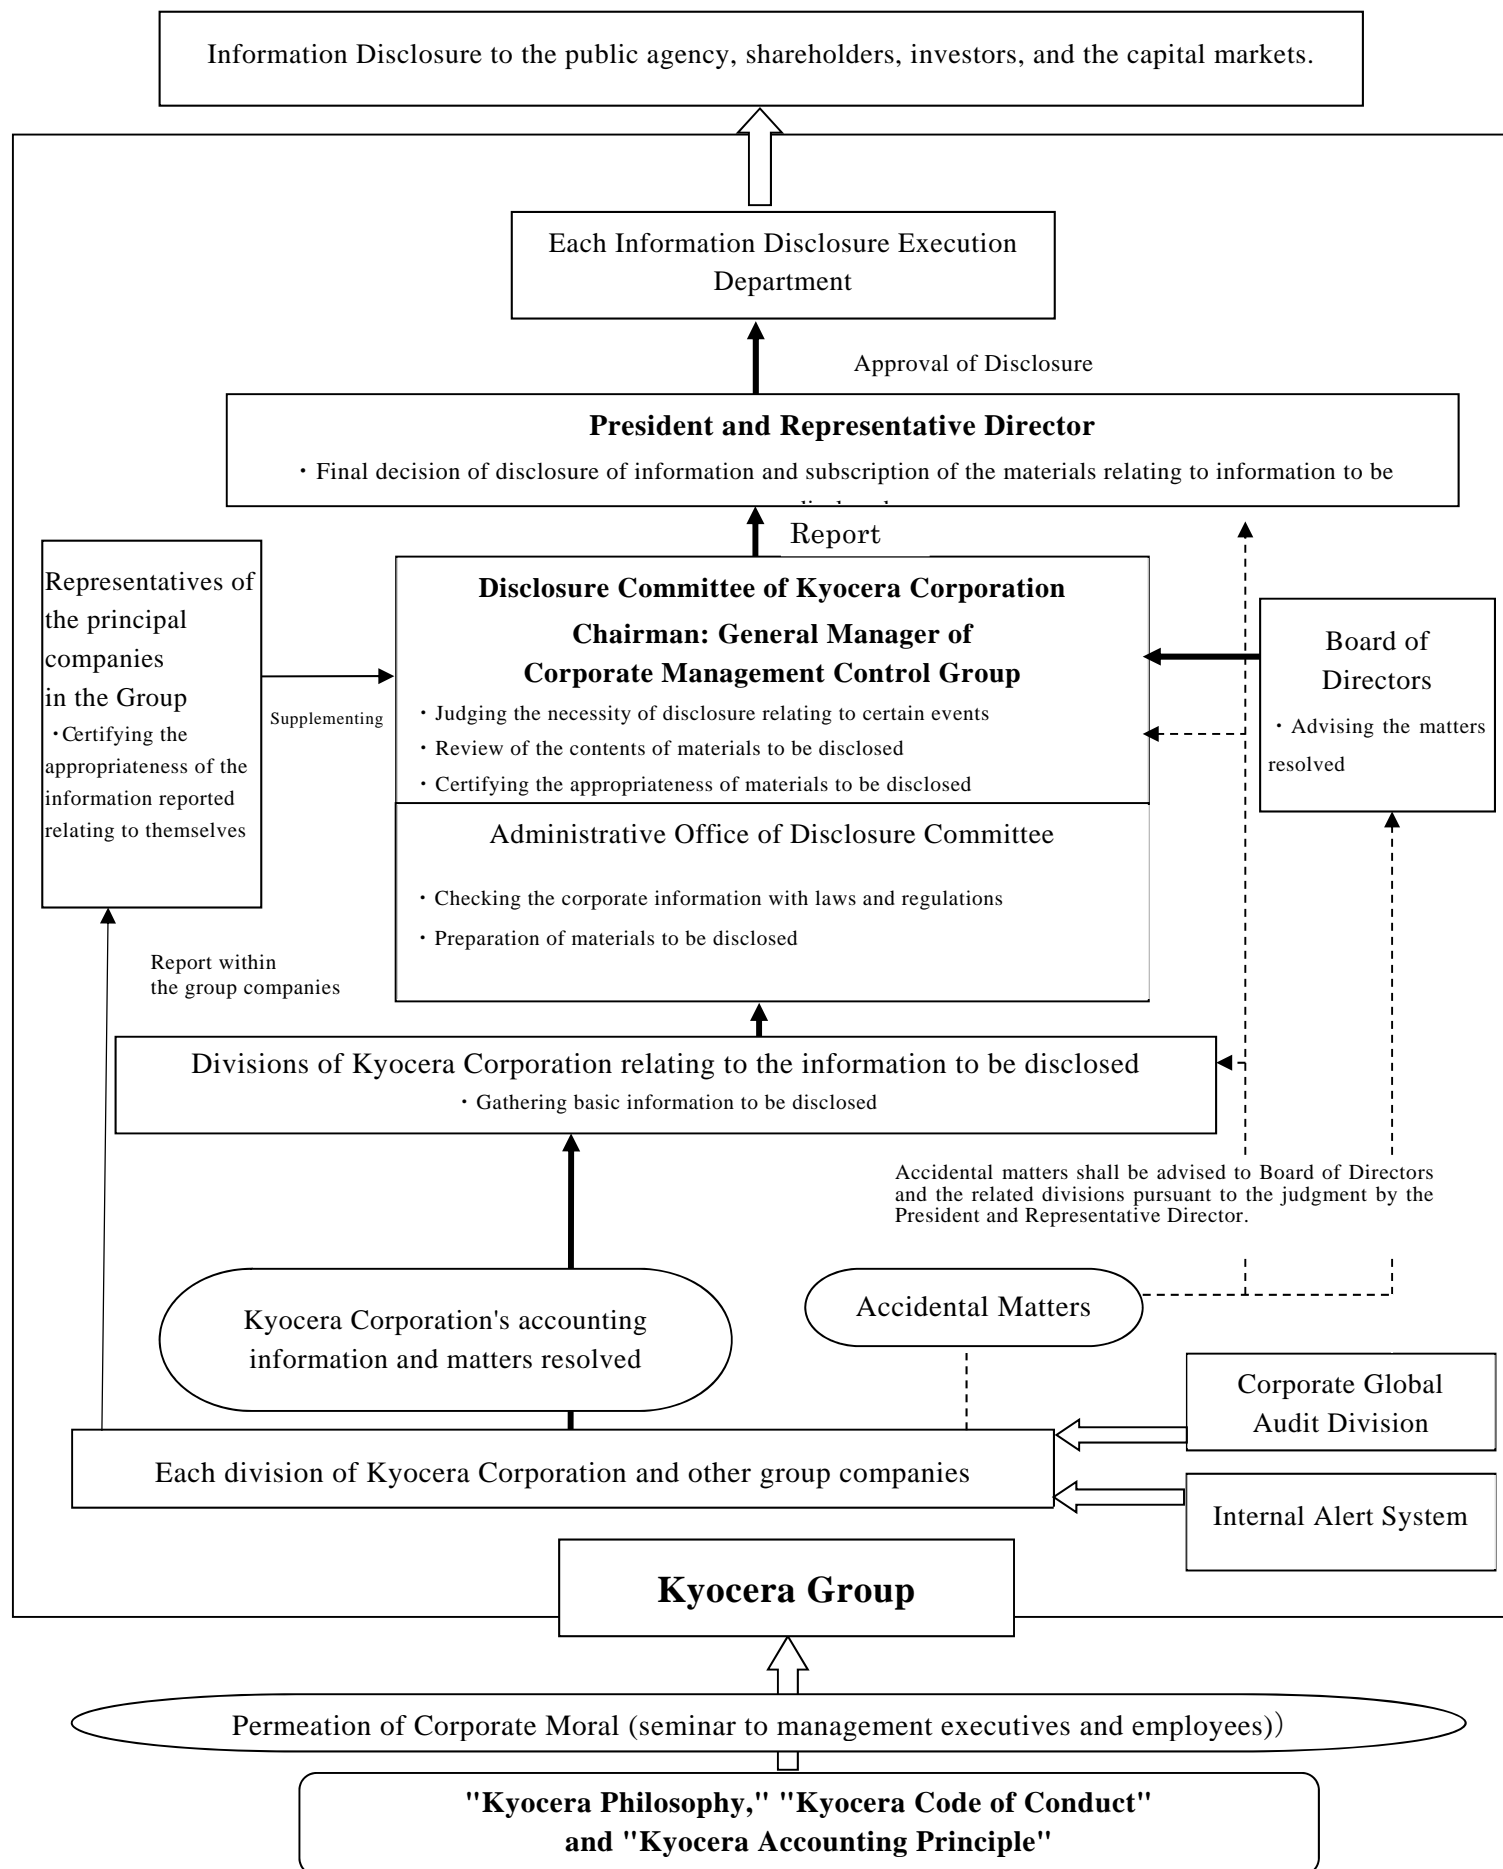 Information Disclosure to the public agency, shareholders, investors, and the capital markets.
Each Information Disclosure Execution
Department
Approval of Disclosure
President and Representative Director
・Final decision of disclosure of information and subscription of the materials relating to information to be
Report
Representatives of
the principal
companies
in the Group
・Certifying the
appropriateness of the
information reported
relating to themselves
Supplementing
Disclosure Committee of Kyocera Corporation
Chairman: General Manager of
Corporate Management Control Group
・Judging the necessity of disclosure relating to certain events
・Review of the contents of materials to be disclosed
・Certifying the appropriateness of materials to be disclosed
Board of
Directors
・Advising the matters
resolved
Administrative Office of Disclosure Committee
・Checking the corporate information with laws and regulations
・Preparation of materials to be disclosed
Report within
the group companies
Divisions of Kyocera Corporation relating to the information to be disclosed
・Gathering basic information to be disclosed
Accidental matters shall be advised to Board of Directors
and the related divisions pursuant to the judgment by the
President and Representative Director.
Kyocera Corporation's accounting
information and matters resolved
Accidental Matters
Corporate Global
Audit Division
Each division of Kyocera Corporation and other group companies
Internal Alert System
Kyocera Group
Permeation of Corporate Moral (seminar to management executives and employees)）
"Kyocera Philosophy," "Kyocera Code of Conduct"
and "Kyocera Accounting Principle"